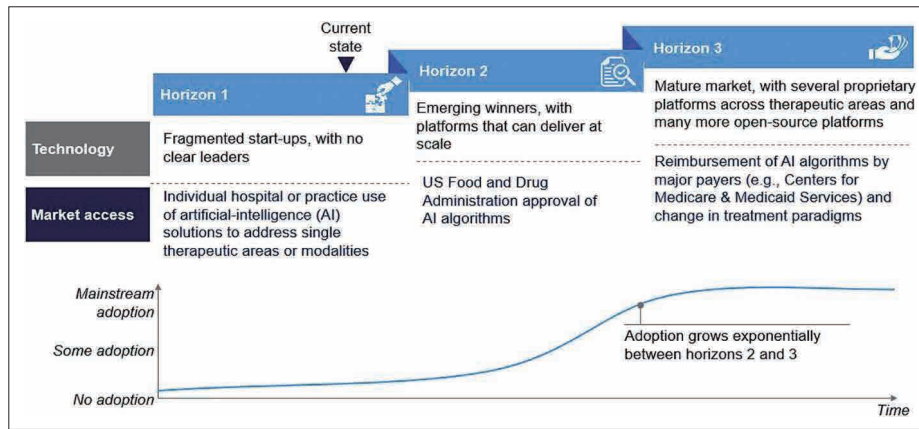 Current
state
Horizon 1
Horizon 2
Horizon 3
Technology
Fragmented start-ups, with no
clear leaders
Emerging winners, with
platforms that can deliver at
scale
Mature market, with several proprietary
platforms across therapeutic areas and
many more open-source platforms
Market access
Individual hospital or practice use
of artificial-intelligence (AI)
solutions to address single
therapeutic areas or modalities
US Food and Drug
Administration approval of
AI algorithms
Reimbursement of AI algorithms by
major payers (e.g., Centers for
Medicare & Medicaid Services) and
change in treatment paradigms
Mainstream
adoption
Some adoption
No adoption
Adoption grows exponentially
between horizons 2 and 3
Time